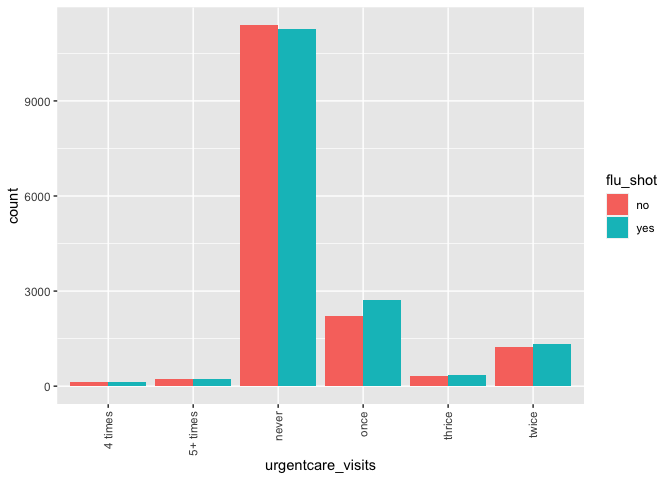 9000
6000
3000
0
count
4 times
5+ times
never
once
thrice
twice
urgentcare_visits
flu_shot
no
yes